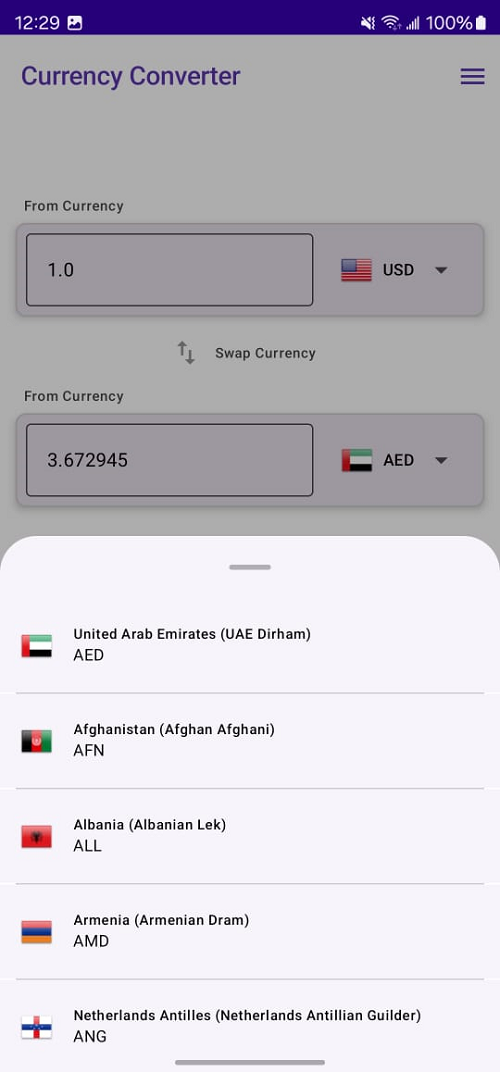 12:29 100%
Currency Converter
From Currency
1.0 USD
Swap Currency
From Currency
3.672945 AED
United Arab Emirates (UAE Dirham)
AED
Afghanistan (Afghan Afghani)
AFN
Albania (Albanian Lek)
ALL
Armenia (Armenian Dram)
AMD
Netherlands Antilles (Netherlands Antillian Guilder)
ANG